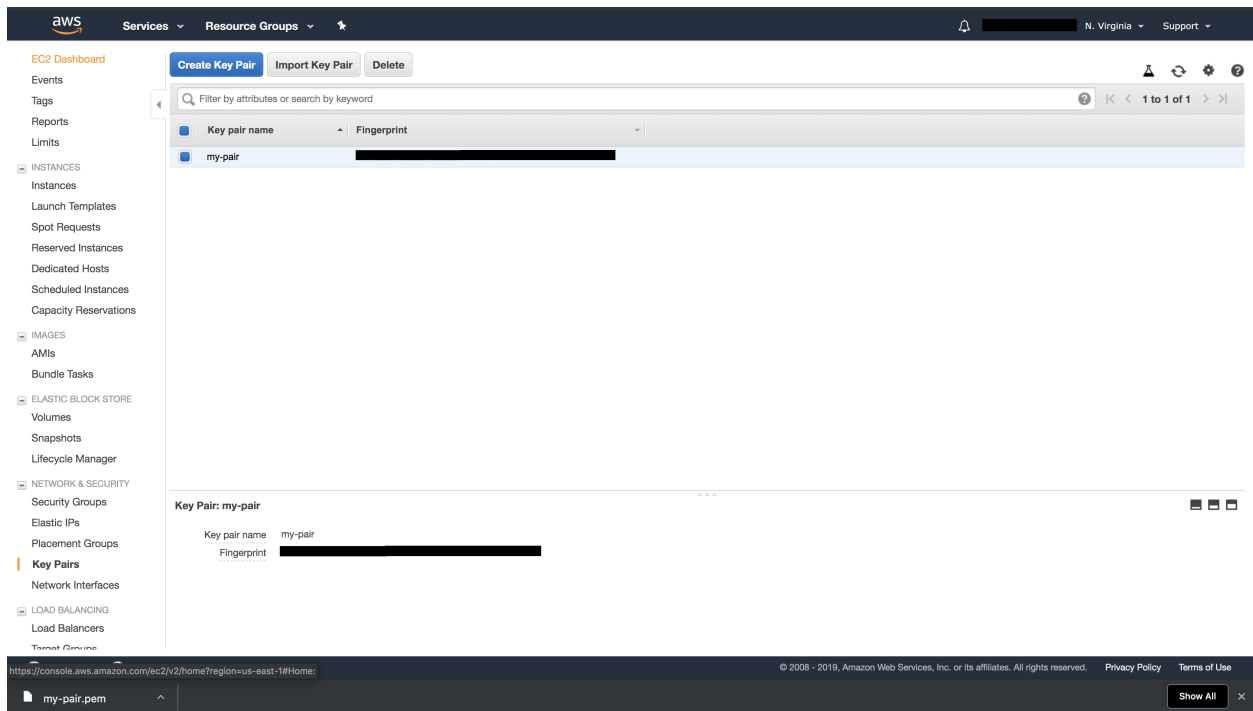 aws Services Resource Groups N. Virginia Support
EC2 Dashboard
Events
Tags
Reports
Limits
INSTANCES
Instances
Launch Templates
Spot Requests
Reserved Instances
Dedicated Hosts
Scheduled Instances
Capacity Reservations
IMAGES
AMIs
Bundle Tasks
ELASTIC BLOCK STORE
Volumes
Snapshots
Lifecycle Manager
NETWORK & SECURITY
Security Groups
Elastic IPs
Placement Groups
Key Pairs
Network Interfaces
LOAD BALANCING
Load Balancers
Target Groups
Create Key Pair Import Key Pair Delete
Filter by attributes or search by keyword 1 to 1 of 1
Key pair name Fingerprint
my-pair
Key Pair: my-pair
Key pair name my-pair
Fingerprint
https://console.aws.amazon.com/ec2/v2/home?region=us-east-1#Home:
© 2008 - 2019, Amazon Web Services, Inc. or its affiliates. All rights reserved. Privacy Policy Terms of Use
my-pair.pem Show All